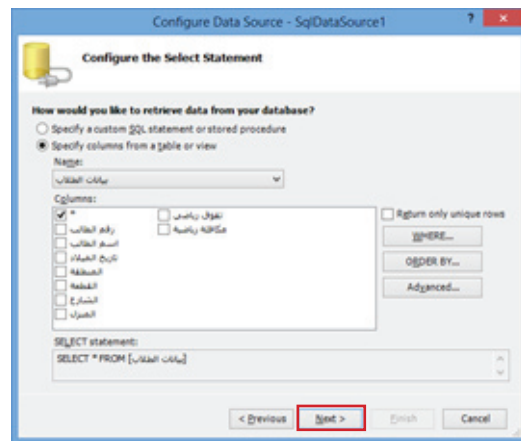 Configure Data Source - SqlDataSource1
Configure the Select Statement
How would you like to retrieve data from your database?
Specify a custom SQL statement or stored procedure
Specify columns from a table or view
Name:
بيانات الطلاب
Columns:
*
رقم الطالب
اسم الطالب
تاريخ الميلاد
المنطقة
القطعة
الشارع
المنزل
تفوق رياضي
مكافئة رياضية
Return only unique rows
WHERE...
ORDER BY...
Advanced...
SELECT statement:
SELECT * FROM [بيانات الطلاب]
< Previous
Next >
Finish
Cancel